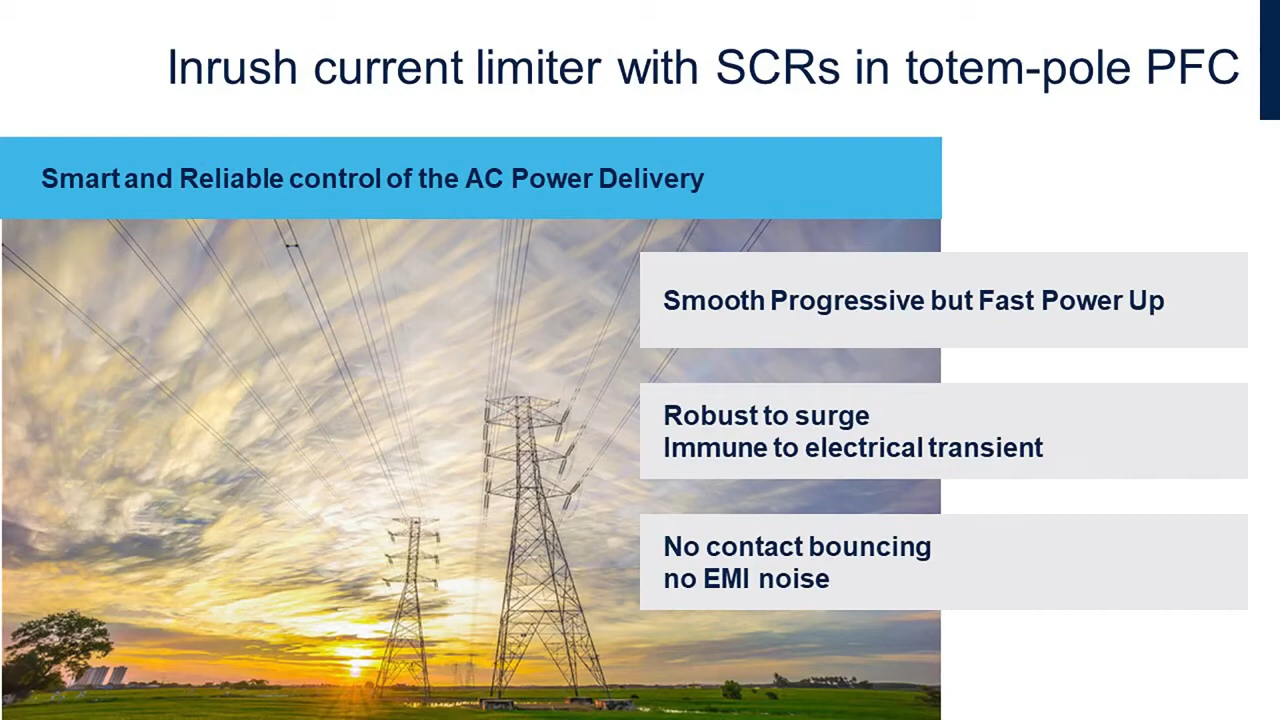 Inrush current limiter with SCRs in totem-pole PFC
Smart and Reliable control of the AC Power Delivery
Smooth Progressive but Fast Power Up
Robust to surge
Immune to electrical transient
No contact bouncing
no EMI noise